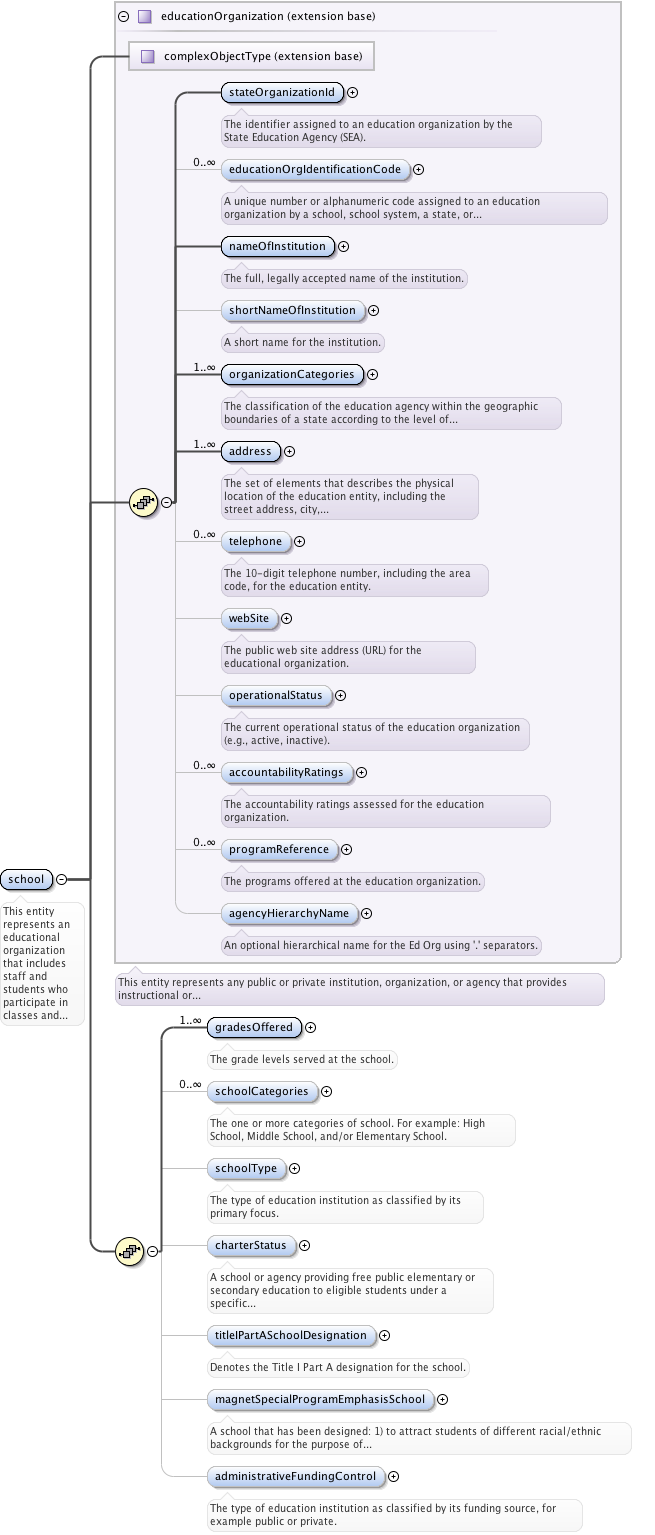 educationOrganization (extension base)
complexObjectType (extension base)
stateOrganizationId
The identifier assigned to an education organization by the
State Education Agency (SEA).
0..∞
educationOrgIdentificationCode
A unique number or alphanumeric code assigned to an education
organization by a school, school system, a state, or...
nameOfInstitution
The full, legally accepted name of the institution.
shortNameOfInstitution
A short name for the institution.
1..∞
organizationCategories
The classification of the education agency within the geographic
boundaries of a state according to the level of...
1..∞
address
The set of elements that describes the physical
location of the education entity, including the
street address, city,...
0..∞
telephone
The 10-digit telephone number, including the area
code, for the education entity.
webSite
The public web site address (URL) for the
educational organization.
operationalStatus
The current operational status of the education organization
(e.g., active, inactive).
0..∞
accountabilityRatings
The accountability ratings assessed for the education
organization.
0..∞
programReference
The programs offered at the education organization.
agencyHierarchyName
An optional hierarchical name for the Ed Org using '.' separators.
This entity represents any public or private institution, organization, or agency that provides
instructional or...
school
This entity
represents an
educational
organization
that includes
staff and
students who
participate in
classes and...
1..∞
gradesOffered
The grade levels served at the school.
0..∞
schoolCategories
The one or more categories of school. For example: High
School, Middle School, and/or Elementary School.
schoolType
The type of education institution as classified by its
primary focus.
charterStatus
A school or agency providing free public elementary or
secondary education to eligible students under a
specific...
titleIPartASchoolDesignation
Denotes the Title I Part A designation for the school.
magnetSpecialProgramEmphasisSchool
A school that has been designed: 1) to attract students of different racial/ethnic
backgrounds for the purpose of...
administrativeFundingControl
The type of education institution as classified by its funding source, for
example public or private.